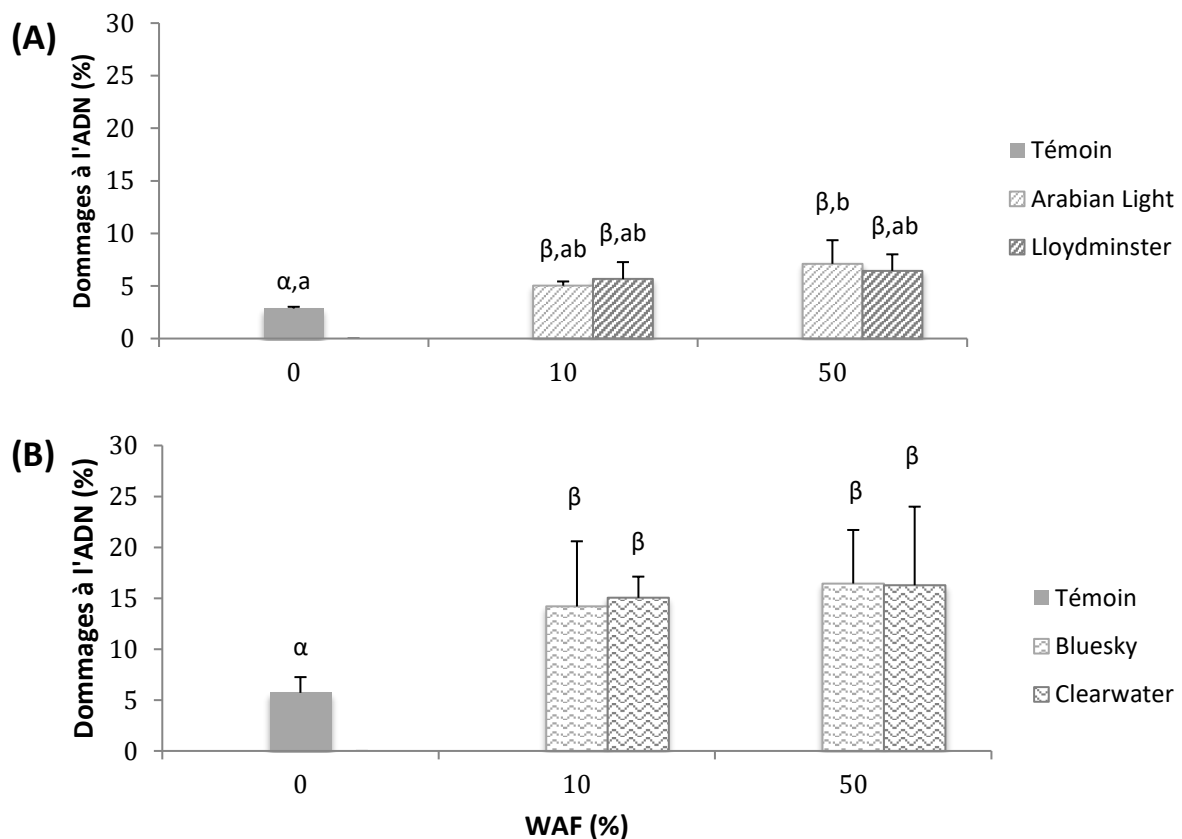 (A)
Dommages à l'ADN (%)
30
25
20
15
10
5
0
α,a
β,ab
β,ab
β,b
β,ab
0
10
50
Témoin
Arabian Light
Lloydminster
(B)
Dommages à l'ADN (%)
30
25
20
15
10
5
0
α
β
β
β
β
0
10
50
WAF (%)
Témoin
Bluesky
Clearwater